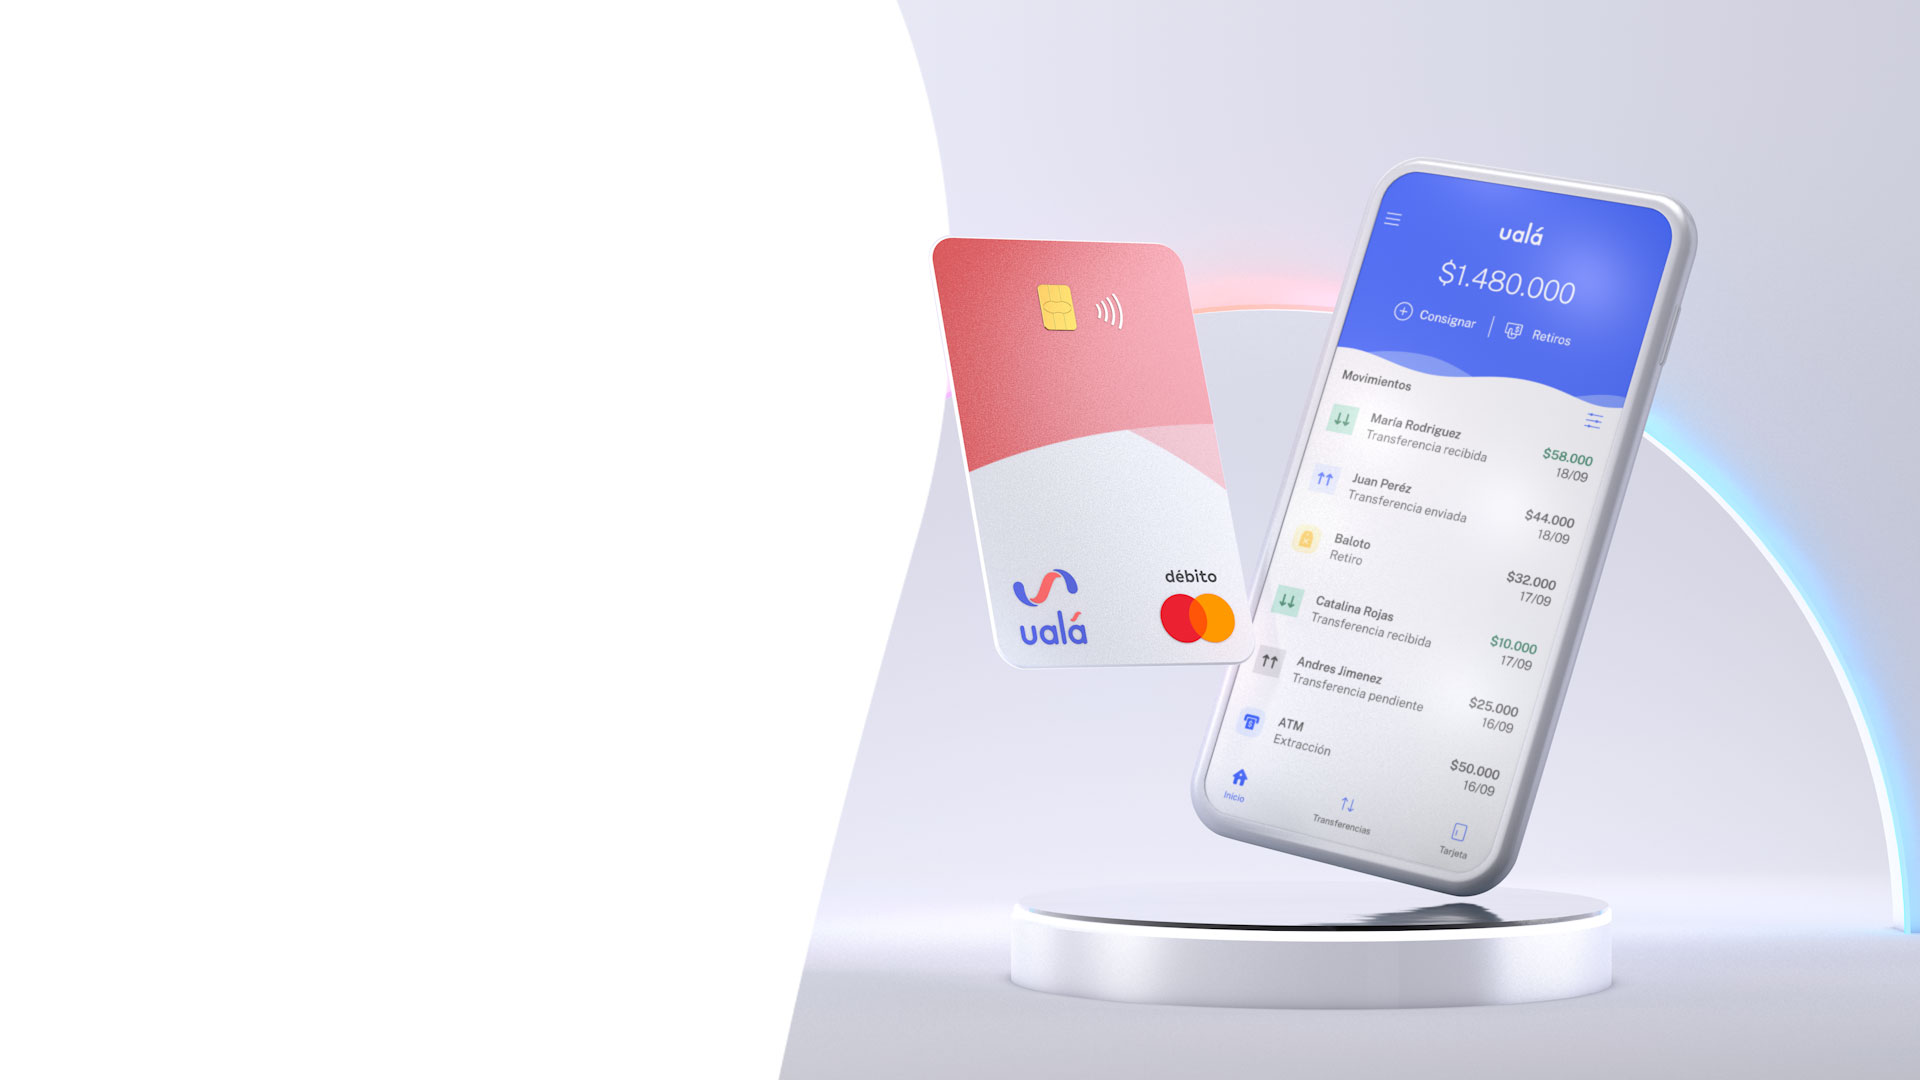 ualá
débito
ualá
$1.480.000
Consignar
Retiros
Movimientos
María Rodriguez
Transferencia recibida
$58.000
18/09
Juan Peréz
Transferencia enviada
$44.000
18/09
Baloto
Retiro
$32.000
17/09
Catalina Rojas
Transferencia recibida
$10.000
17/09
Andres Jimenez
Transferencia pendiente
$25.000
16/09
ATM
Extracción
$50.000
16/09
Inicio
Transferencias
Tarjeta